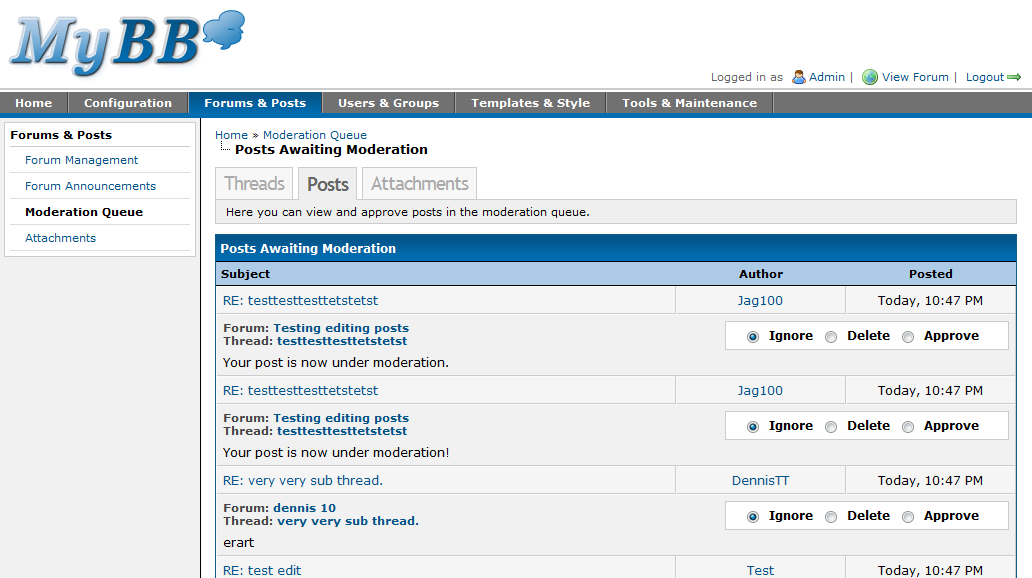 MyBB
Logged in as Admin | View Forum | Logout
Home Configuration Forums & Posts Users & Groups Templates & Style Tools & Maintenance
Forums & Posts
Forum Management
Forum Announcements
Moderation Queue
Attachments
Home » Moderation Queue
Posts Awaiting Moderation
Threads Posts Attachments
Here you can view and approve posts in the moderation queue.
Posts Awaiting Moderation
Subject Author Posted
RE: testtesttesttetstetst Jag100 Today, 10:47 PM
Forum: Testing editing posts
Thread: testtesttesttetstetst
Ignore Delete Approve
Your post is now under moderation.
RE: testtesttesttetstetst Jag100 Today, 10:47 PM
Forum: Testing editing posts
Thread: testtesttesttetstetst
Ignore Delete Approve
Your post is now under moderation!
RE: very very sub thread. DennisTT Today, 10:47 PM
Forum: dennis 10
Thread: very very sub thread.
Ignore Delete Approve
erart
RE: test edit Test Today, 10:47 PM